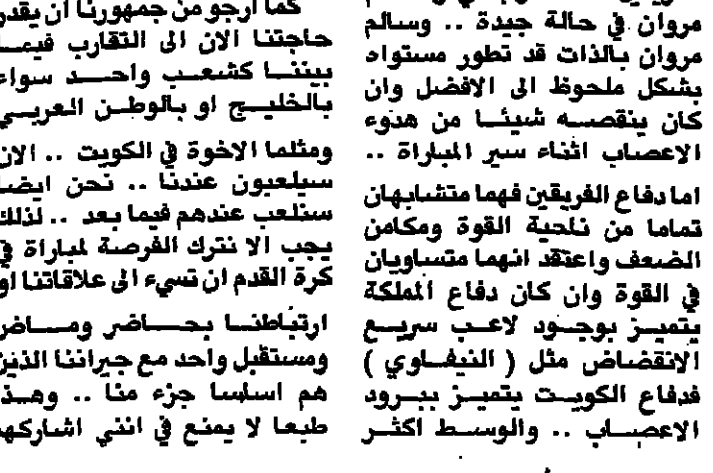 مروان في حالة جيدة .. وسالم
مروان بالذات قد تطور مستواه
بشكل ملحوظ الى الافضل وان
كان ينقصه شيئا من هدوء
الاعصاب اثناء سير المباراة ..
اما دفاع الفريقين فهما متشابهان
تماما من ناحية القوة ومكامن
الضعف واعتقد انهما متساويان
في القوة وان كان دفاع المملكة
يتميز بوجود لاعب سريع
الانقضاض مثل ( النيفاوي )
فدفاع الكويت يتميز ببرود
الاعصاب .. والوسط اكثر
كما ارجو من جمهورنا ان يقدر
حاجتنا الان الى التقارب فيما
بيننا كشعب واحد سواء
بالخليج او بالوطن العربي
ومثلما الاخوة في الكويت .. الان
سيلعبون عندنا .. نحن ايضا
سنلعب عندهم فيما بعد .. لذلك
يجب الا نترك الفرصة لمباراة في
كرة القدم ان تسيء الى علاقاتنا او
ارتباطنا بحاضر وماض
ومستقبل واحد مع جيراننا الذين
هم اساسا جزء منا .. وهذا
طبعا لا يمنع في انني اشاركهم